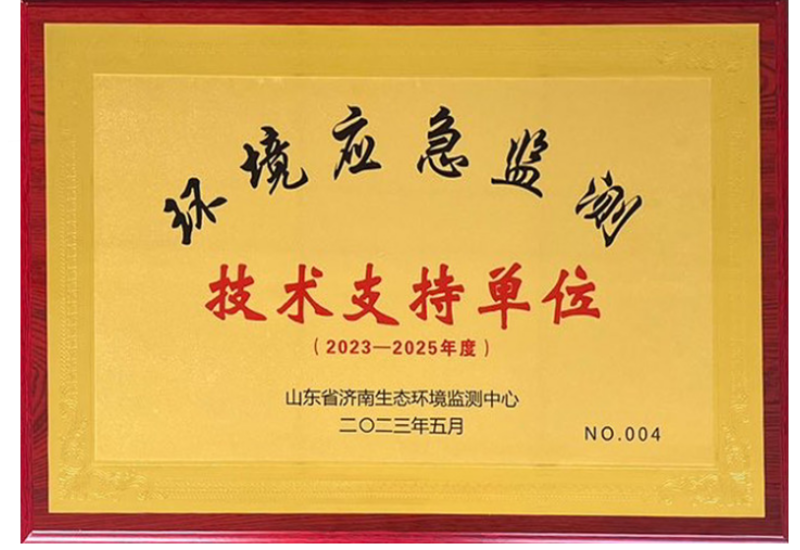 环境应急监测
技术支持单位
（2023—2025年度）
山东省济南生态环境监测中心
二〇二三年五月
NO.004